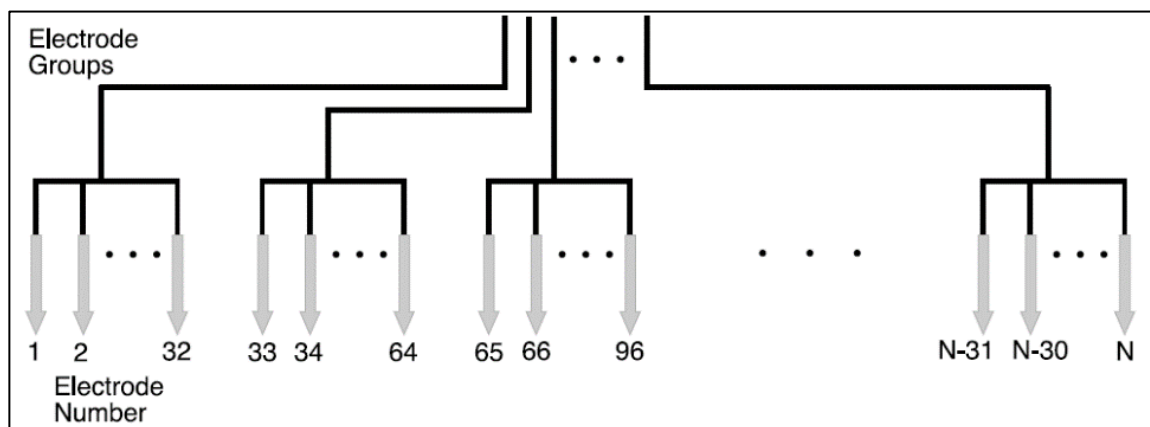 Electrode
Groups
1 2 32 33 34 64 65 66 96 N-31 N-30 N
Electrode
Number